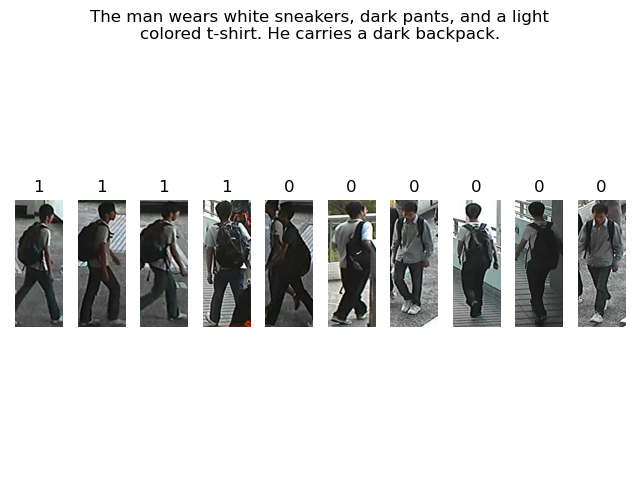 The man wears white sneakers, dark pants, and a light
colored t-shirt. He carries a dark backpack.
1 1 1 1 0 0 0 0 0 0